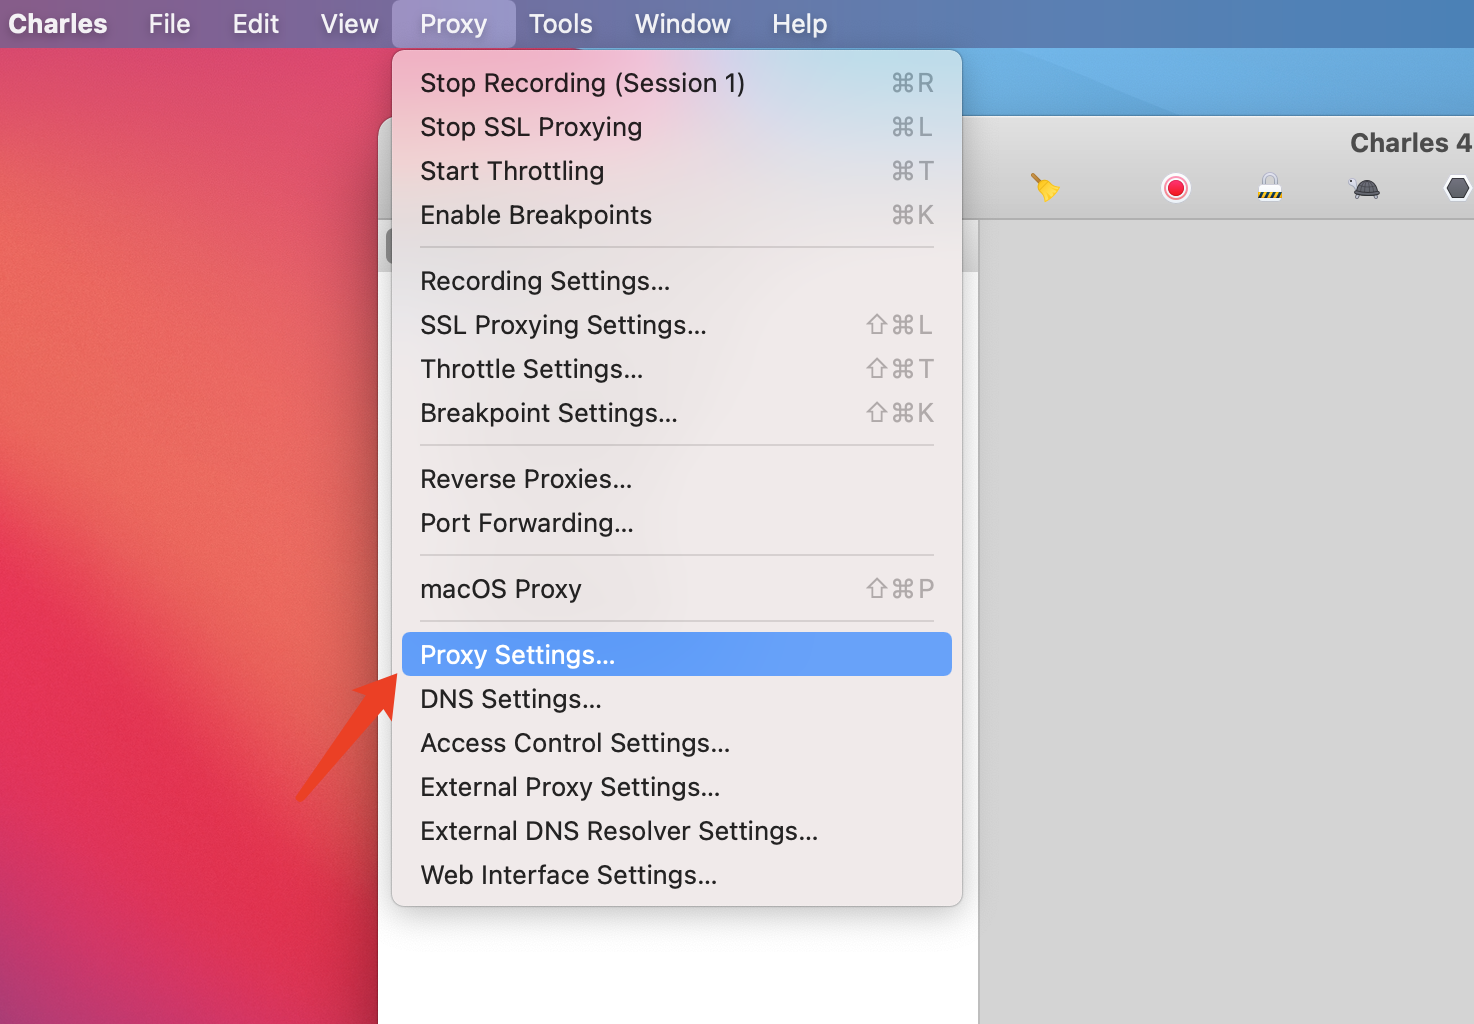 Charles File Edit View Proxy Tools Window Help
Stop Recording (Session 1) ⌘R
Stop SSL Proxying ⌘L
Start Throttling ⌘T
Enable Breakpoints ⌘K
Charles 4
Recording Settings...
SSL Proxying Settings... ⇧⌘L
Throttle Settings... ⇧⌘T
Breakpoint Settings... ⇧⌘K
Reverse Proxies...
Port Forwarding...
macOS Proxy ⇧⌘P
Proxy Settings...
DNS Settings...
Access Control Settings...
External Proxy Settings...
External DNS Resolver Settings...
Web Interface Settings...